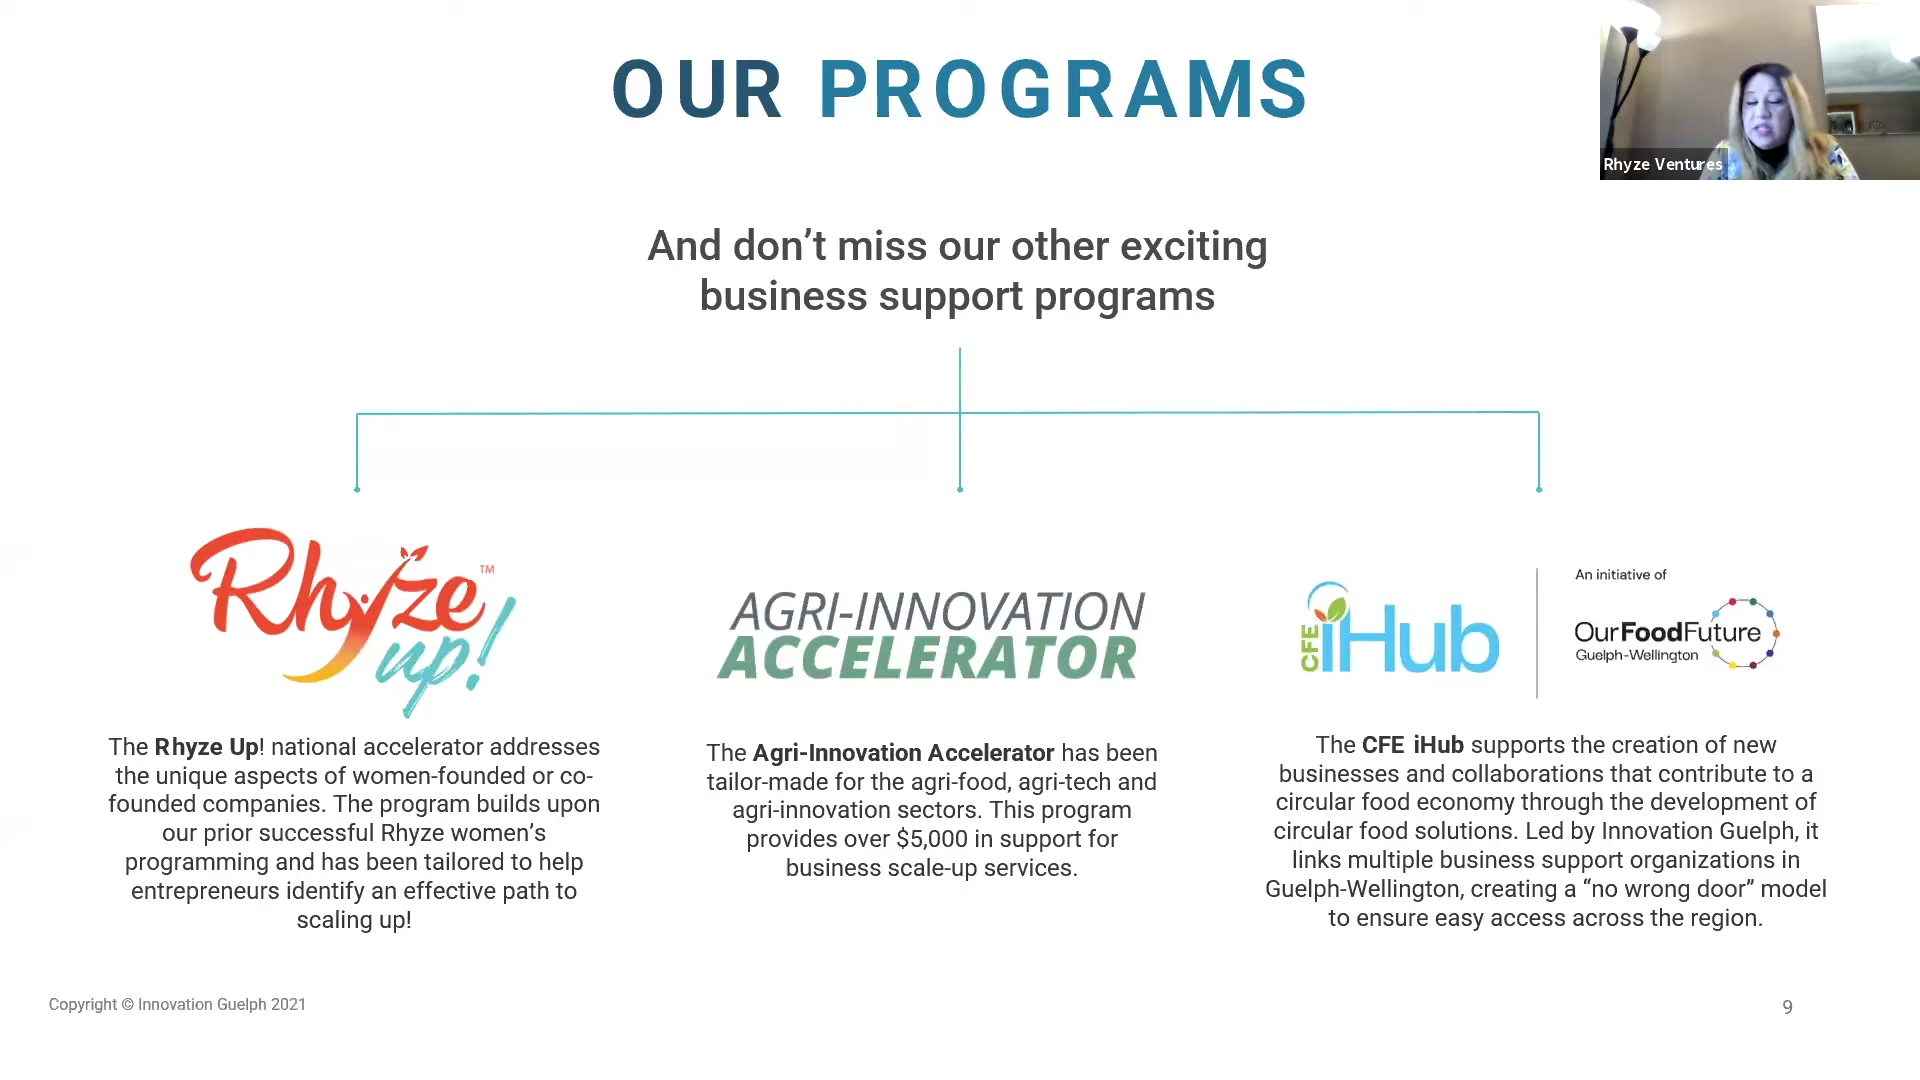 OUR PROGRAMS
Rhyze Ventures
And don’t miss our other exciting
business support programs
Rhyze
TM
up!
AGRI-INNOVATION
ACCELERATOR
CFE
iHub
An initiative of
OurFoodFuture
Guelph-Wellington
The Rhyze Up! national accelerator addresses
the unique aspects of women-founded or co-
founded companies. The program builds upon
our prior successful Rhyze women’s
programming and has been tailored to help
entrepreneurs identify an effective path to
scaling up!
The Agri-Innovation Accelerator has been
tailor-made for the agri-food, agri-tech and
agri-innovation sectors. This program
provides over $5,000 in support for
business scale-up services.
The CFE iHub supports the creation of new
businesses and collaborations that contribute to a
circular food economy through the development of
circular food solutions. Led by Innovation Guelph, it
links multiple business support organizations in
Guelph-Wellington, creating a “no wrong door” model
to ensure easy access across the region.
Copyright © Innovation Guelph 2021
9